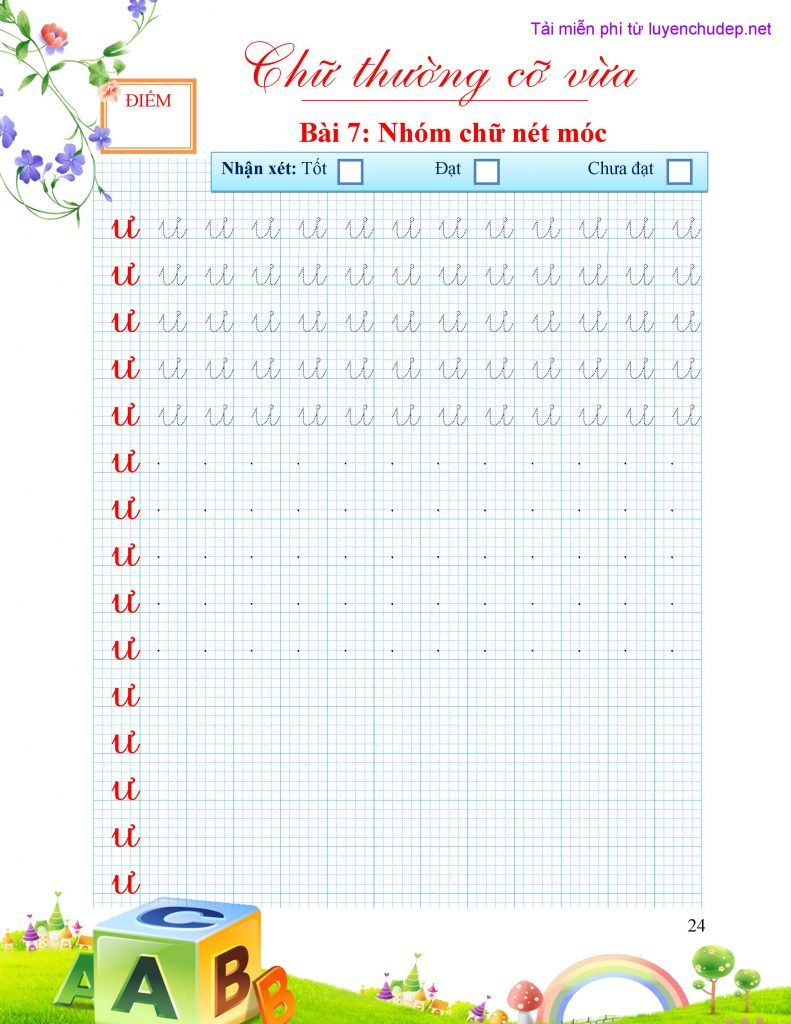 Tải miễn phí từ luyenchudep.net
Chữ thường cỡ vừa
ĐIỂM
Bài 7: Nhóm chữ nét móc
Nhận xét: Tốt Đạt Chưa đạt
ư ư ư ư ư ư ư ư ư ư ư ư ư
ư ư ư ư ư ư ư ư ư ư ư ư ư
ư ư ư ư ư ư ư ư ư ư ư ư ư
ư ư ư ư ư ư ư ư ư ư ư ư ư
ư ư ư ư ư ư ư ư ư ư ư ư ư
ư
ư
ư
ư
ư
ư
ư
ư
ư
ư
24
C
A A B B